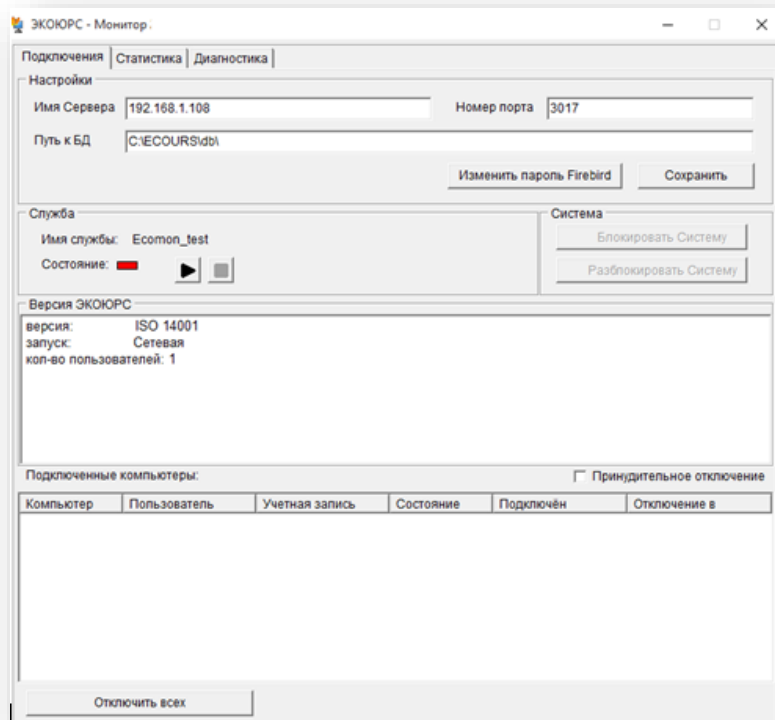 ЭКОЮРС - Монитор
Подключения Статистика Диагностика
Настройки
Имя Сервера 192.168.1.108 Номер порта 3017
Путь к БД C:\ECOURS\db\
Изменить пароль Firebird Сохранить
Служба Система
Имя службы: Ecomon_test Блокировать Систему
Состояние: Разблокировать Систему
Версия ЭКОЮРС
версия: ISO 14001
запуск: Сетевая
кол-во пользователей: 1
Подключенные компьютеры: Принудительное отключение
Компьютер Пользователь Учетная запись Состояние Подключён Отключение в
Отключить всех